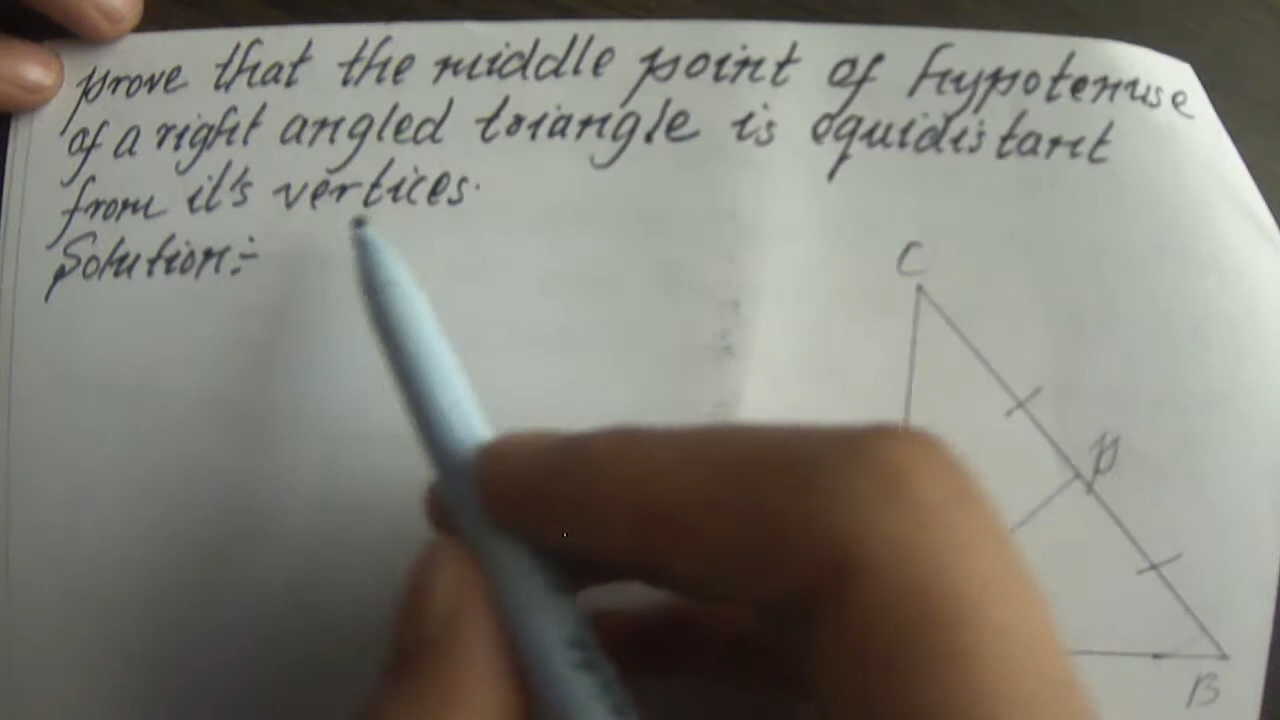 prove that the middle point of hypotenuse
of a right angled triangle is equidistant
from it's vertices.
Solution:-
C
p
B